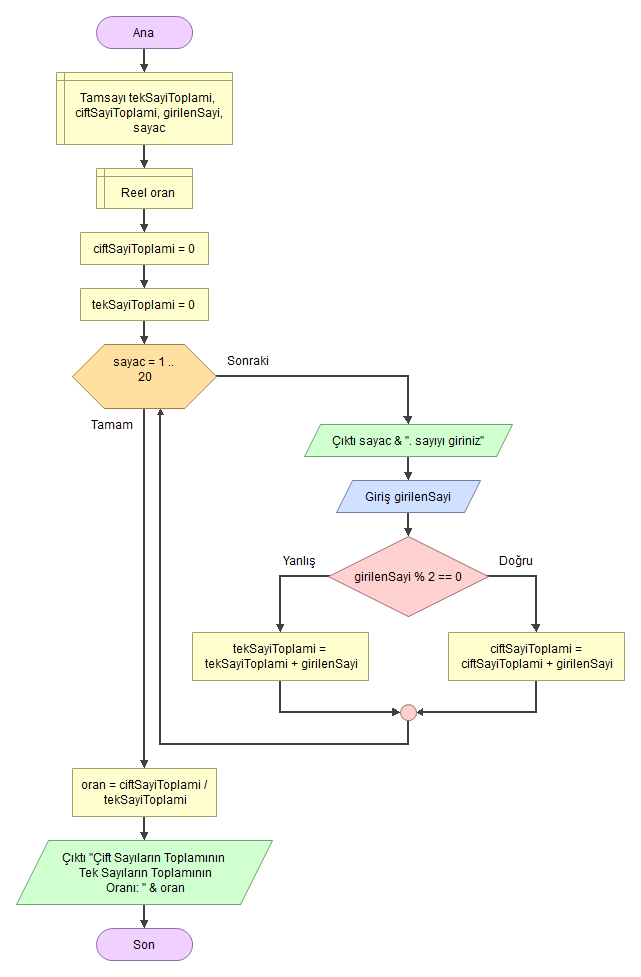 Ana
Tamsayı tekSayiToplami,
ciftSayiToplami, girilenSayi,
sayac
Reel oran
ciftSayiToplami = 0
tekSayiToplami = 0
sayac = 1 ..
20
Sonraki
Tamam
Çıktı sayac & ". sayıyı giriniz"
Giriş girilenSayi
girilenSayi % 2 == 0
Yanlış
Doğru
tekSayiToplami =
tekSayiToplami + girilenSayi
ciftSayiToplami =
ciftSayiToplami + girilenSayi
oran = ciftSayiToplami /
tekSayiToplami
Çıktı "Çift Sayıların Toplamının
Tek Sayıların Toplamının
Oranı: " & oran
Son